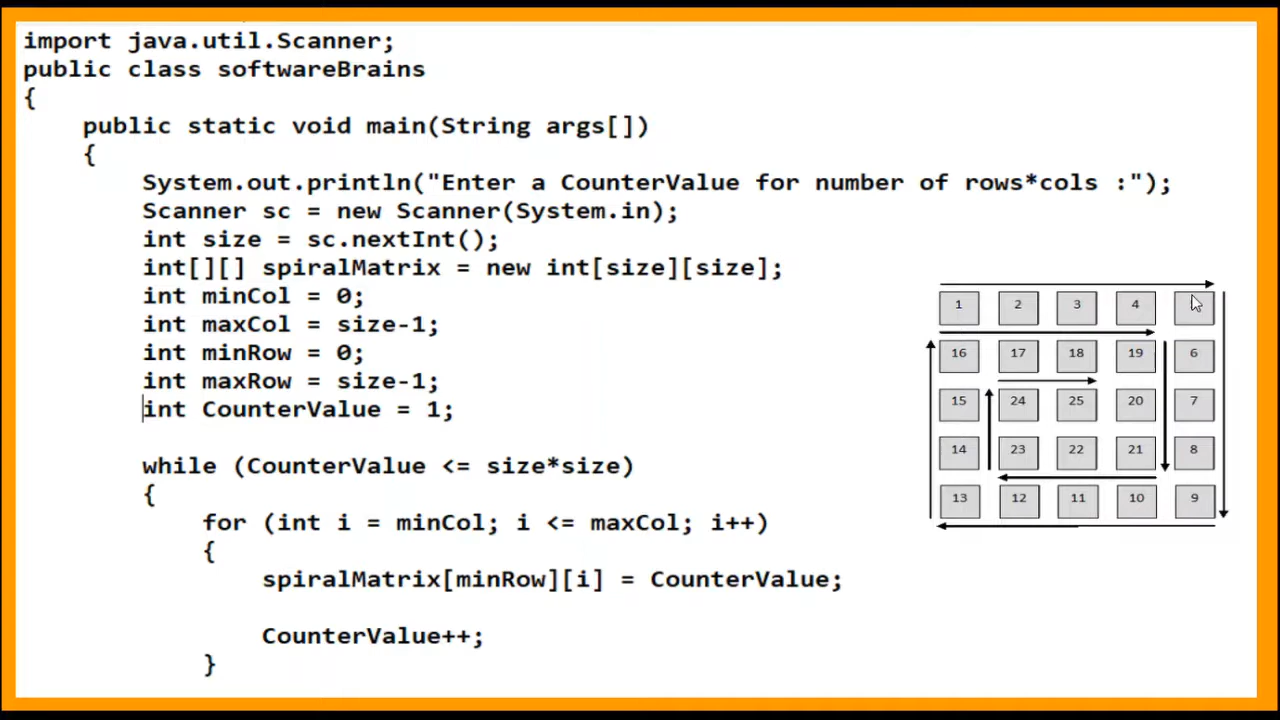 import java.util.Scanner;
public class softwareBrains
{
    public static void main(String args[])
    {
        System.out.println("Enter a CounterValue for number of rows*cols :");
        Scanner sc = new Scanner(System.in);
        int size = sc.nextInt();
        int[][] spiralMatrix = new int[size][size];
        int minCol = 0;
        int maxCol = size-1;
        int minRow = 0;
        int maxRow = size-1;
        int CounterValue = 1;
        while (CounterValue <= size*size)
        {
            for (int i = minCol; i <= maxCol; i++)
            {
                spiralMatrix[minRow][i] = CounterValue;
                CounterValue++;
            }
1 2 3 4
16 17 18 19 6
15 24 25 20 7
14 23 22 21 8
13 12 11 10 9